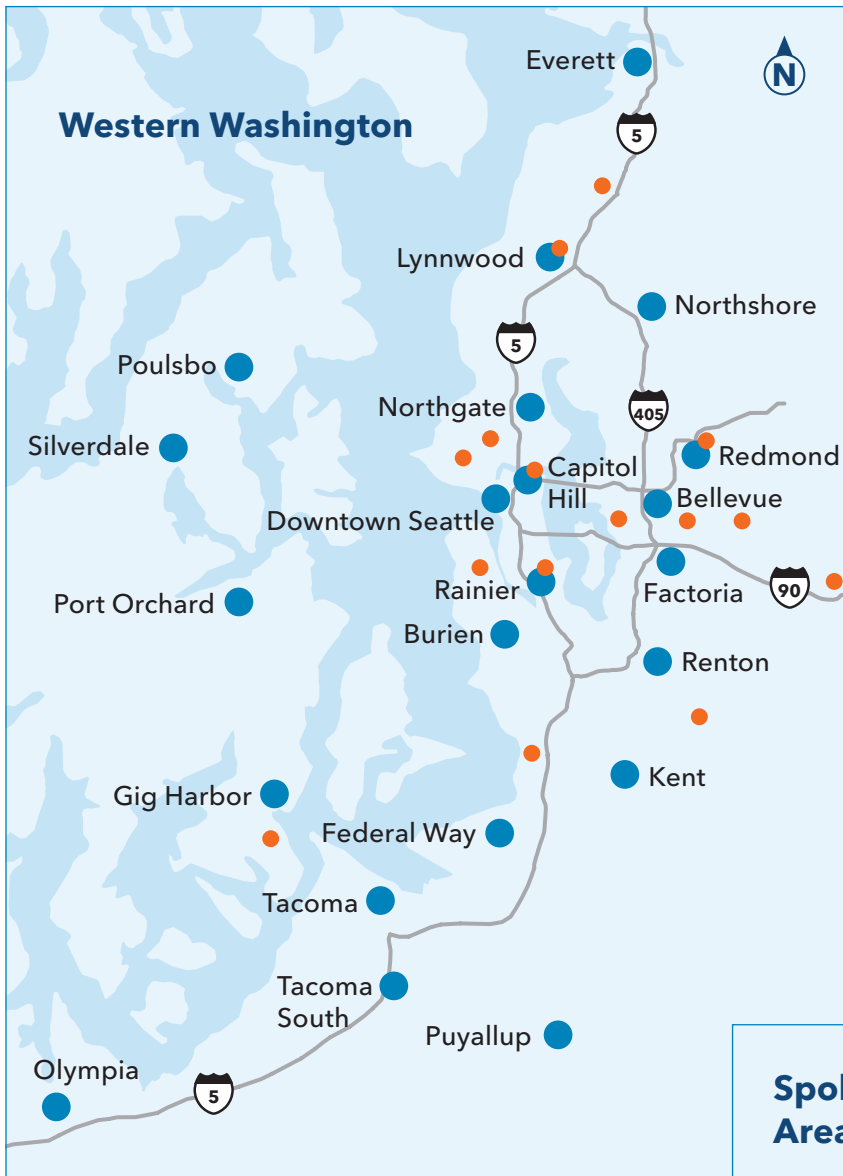 Everett
N
Western Washington
5
Lynnwood
Northshore
5
Poulsbo
Northgate
405
Silverdale
Capitol
Hill
Redmond
Downtown Seattle
Bellevue
Rainier
Factoria
90
Port Orchard
Burien
Renton
Gig Harbor
Kent
Federal Way
Tacoma
Tacoma
South
Puyallup
Olympia
5
Area